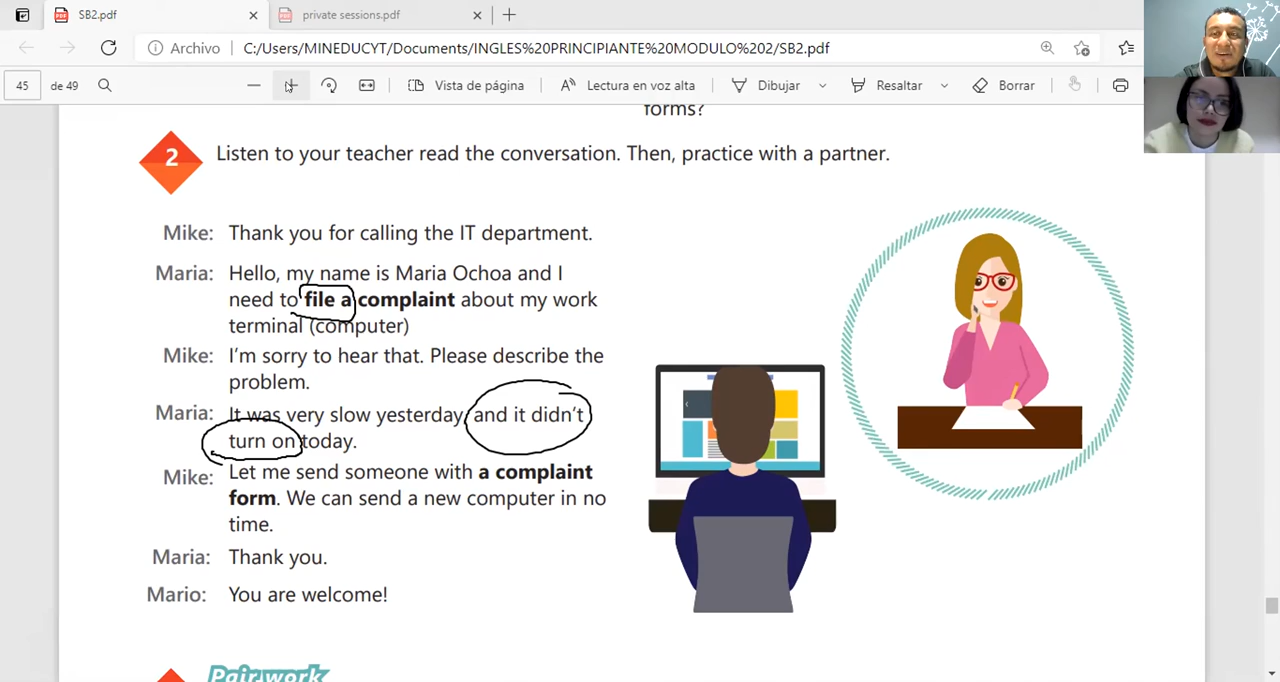 SB2.pdf
private sessions.pdf
Archivo
C:/Users/MINEDUCYT/Documents/INGLES%20PRINCIPIANTE%20MODULO%202/SB2.pdf
45 de 49
Vista de página
Lectura en voz alta
Dibujar
Resaltar
Borrar
forms?
2 Listen to your teacher read the conversation. Then, practice with a partner.
Mike: Thank you for calling the IT department.
Maria: Hello, my name is Maria Ochoa and I
need to file a complaint about my work
terminal (computer)
Mike: I'm sorry to hear that. Please describe the
problem.
Maria: It was very slow yesterday, and it didn't
turn on today.
Mike: Let me send someone with a complaint
form. We can send a new computer in no
time.
Maria: Thank you.
Mario: You are welcome!
Pair work